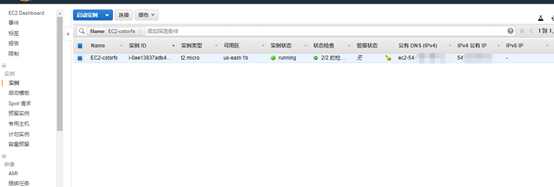 EC2 Dashboard
事件
标签
报告
限制
实例
实例
启动模板
Spot 请求
预留实例
专用主机
计划实例
容量预留
映像
AMI
捆绑任务
启动实例 连接 操作
Name : EC2-cstorfs 添加筛选条件
1 到 1,
Name 实例 ID 实例类型 可用区 实例状态 状态检查 警报状态 公有 DNS (IPv4) IPv4 公有 IP IPv6 IP
EC2-cstorfs i-0ae13937adb4... t2.micro us-east-1b running 2/2 的检... 无 ec2-54- 54 -